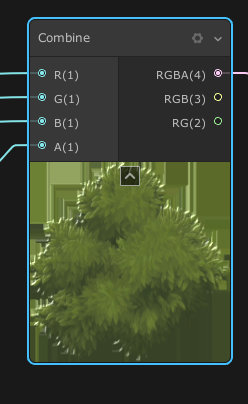 Combine
R(1) RGBA(4)
G(1) RGB(3)
B(1) RG(2)
A(1)